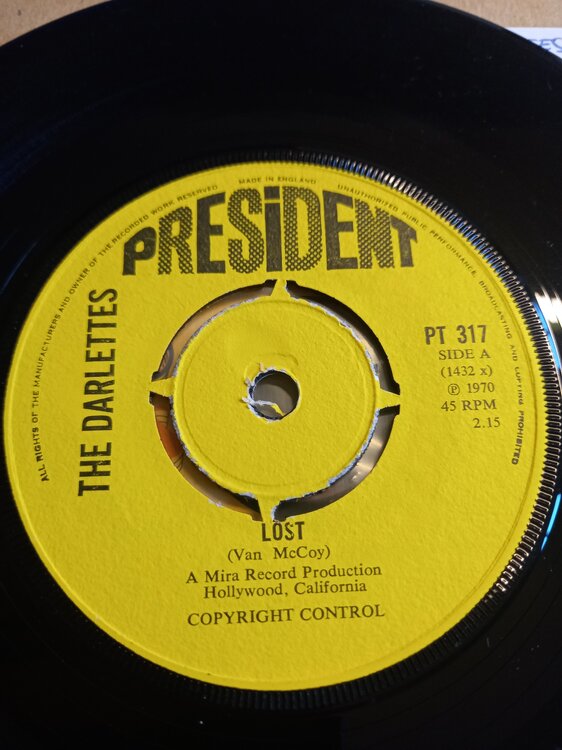 ALL RIGHTS OF THE MANUFACTURERS AND OWNER OF THE RECORDED WORK RESERVED MADE IN ENGLAND UNAUTHORIZED PUBLIC PERFORMANCE, BROADCASTING AND COPYING PROHIBITED
PRESiDENT
THE DARLETTES
PT 317
SIDE A
(1432 x)
℗ 1970
45 RPM
2.15
LOST
(Van McCoy)
A Mira Record Production
Hollywood, California
COPYRIGHT CONTROL